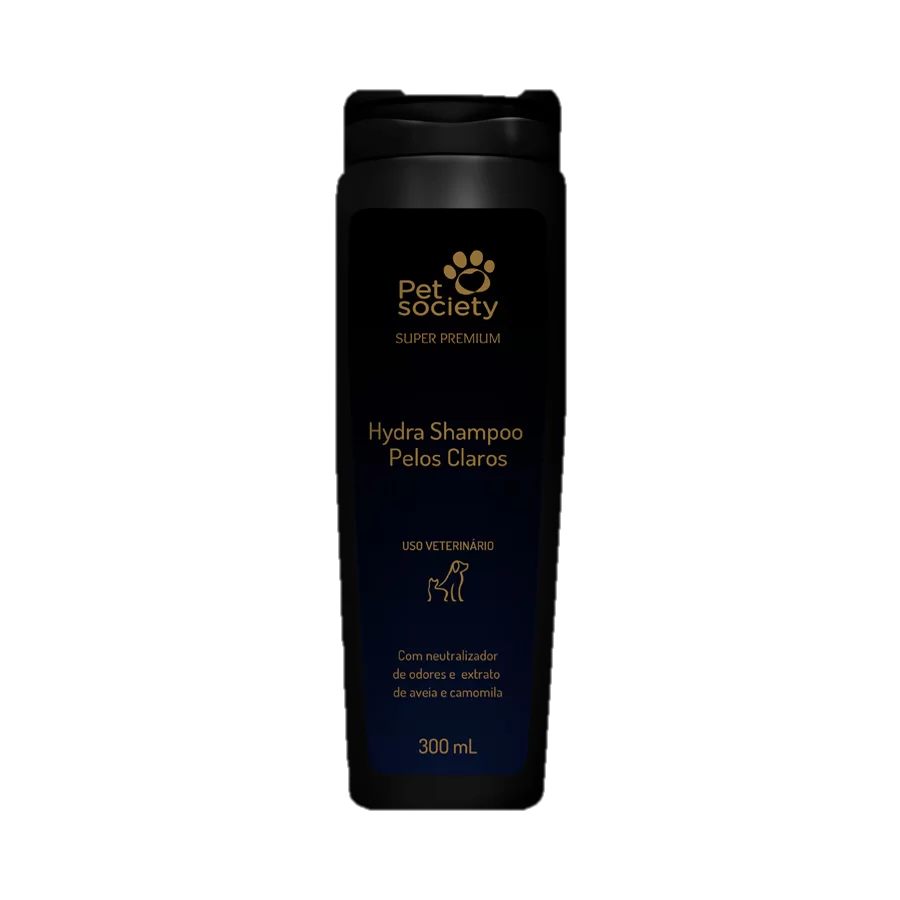 Pet
society
SUPER PREMIUM
Hydra Shampoo
Pelos Claros
USO VETERINÁRIO
Com neutralizador
de odores e extrato
de aveia e camomila
300 mL